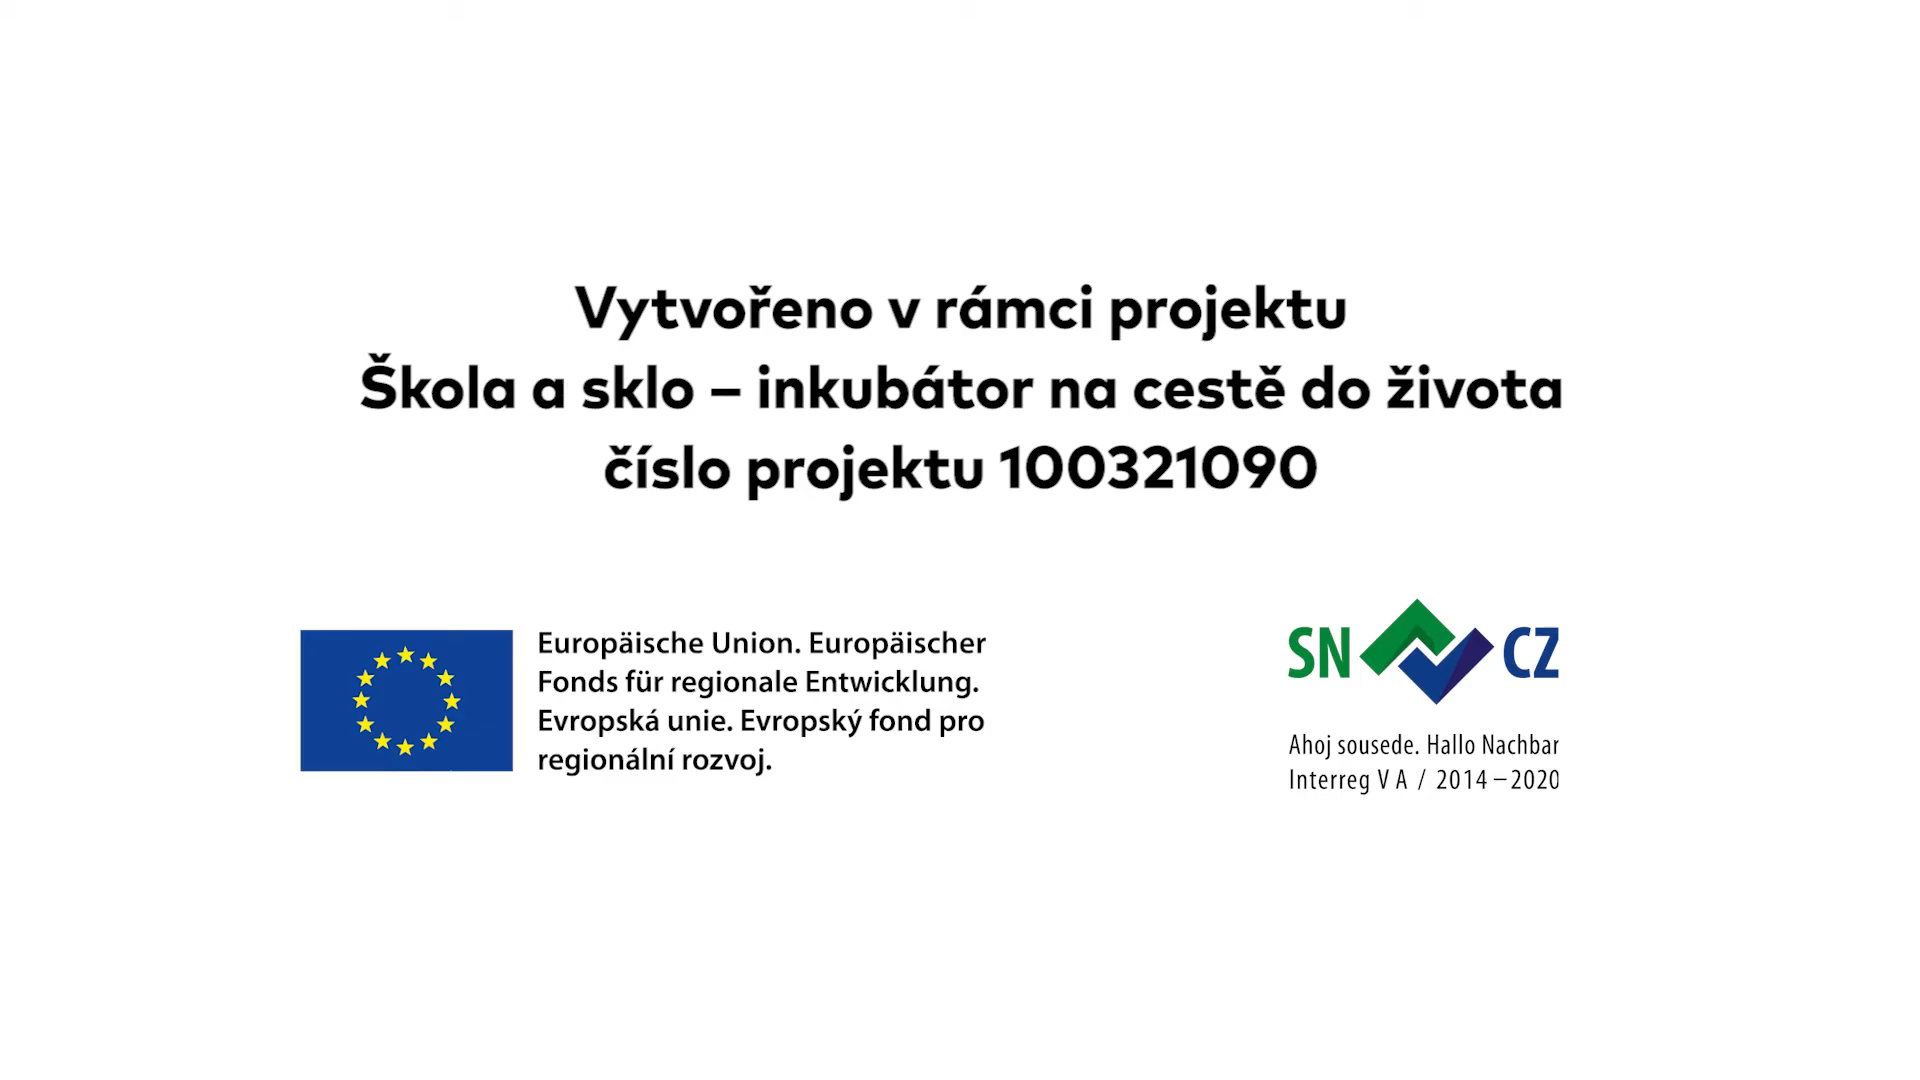 Vytvořeno v rámci projektu
Škola a sklo – inkubátor na cestě do života
číslo projektu 100321090
Europäische Union. Europäischer
Fonds für regionale Entwicklung.
Evropská unie. Evropský fond pro
regionální rozvoj.
SN CZ
Ahoj sousede. Hallo Nachbar
Interreg V A / 2014 – 2020